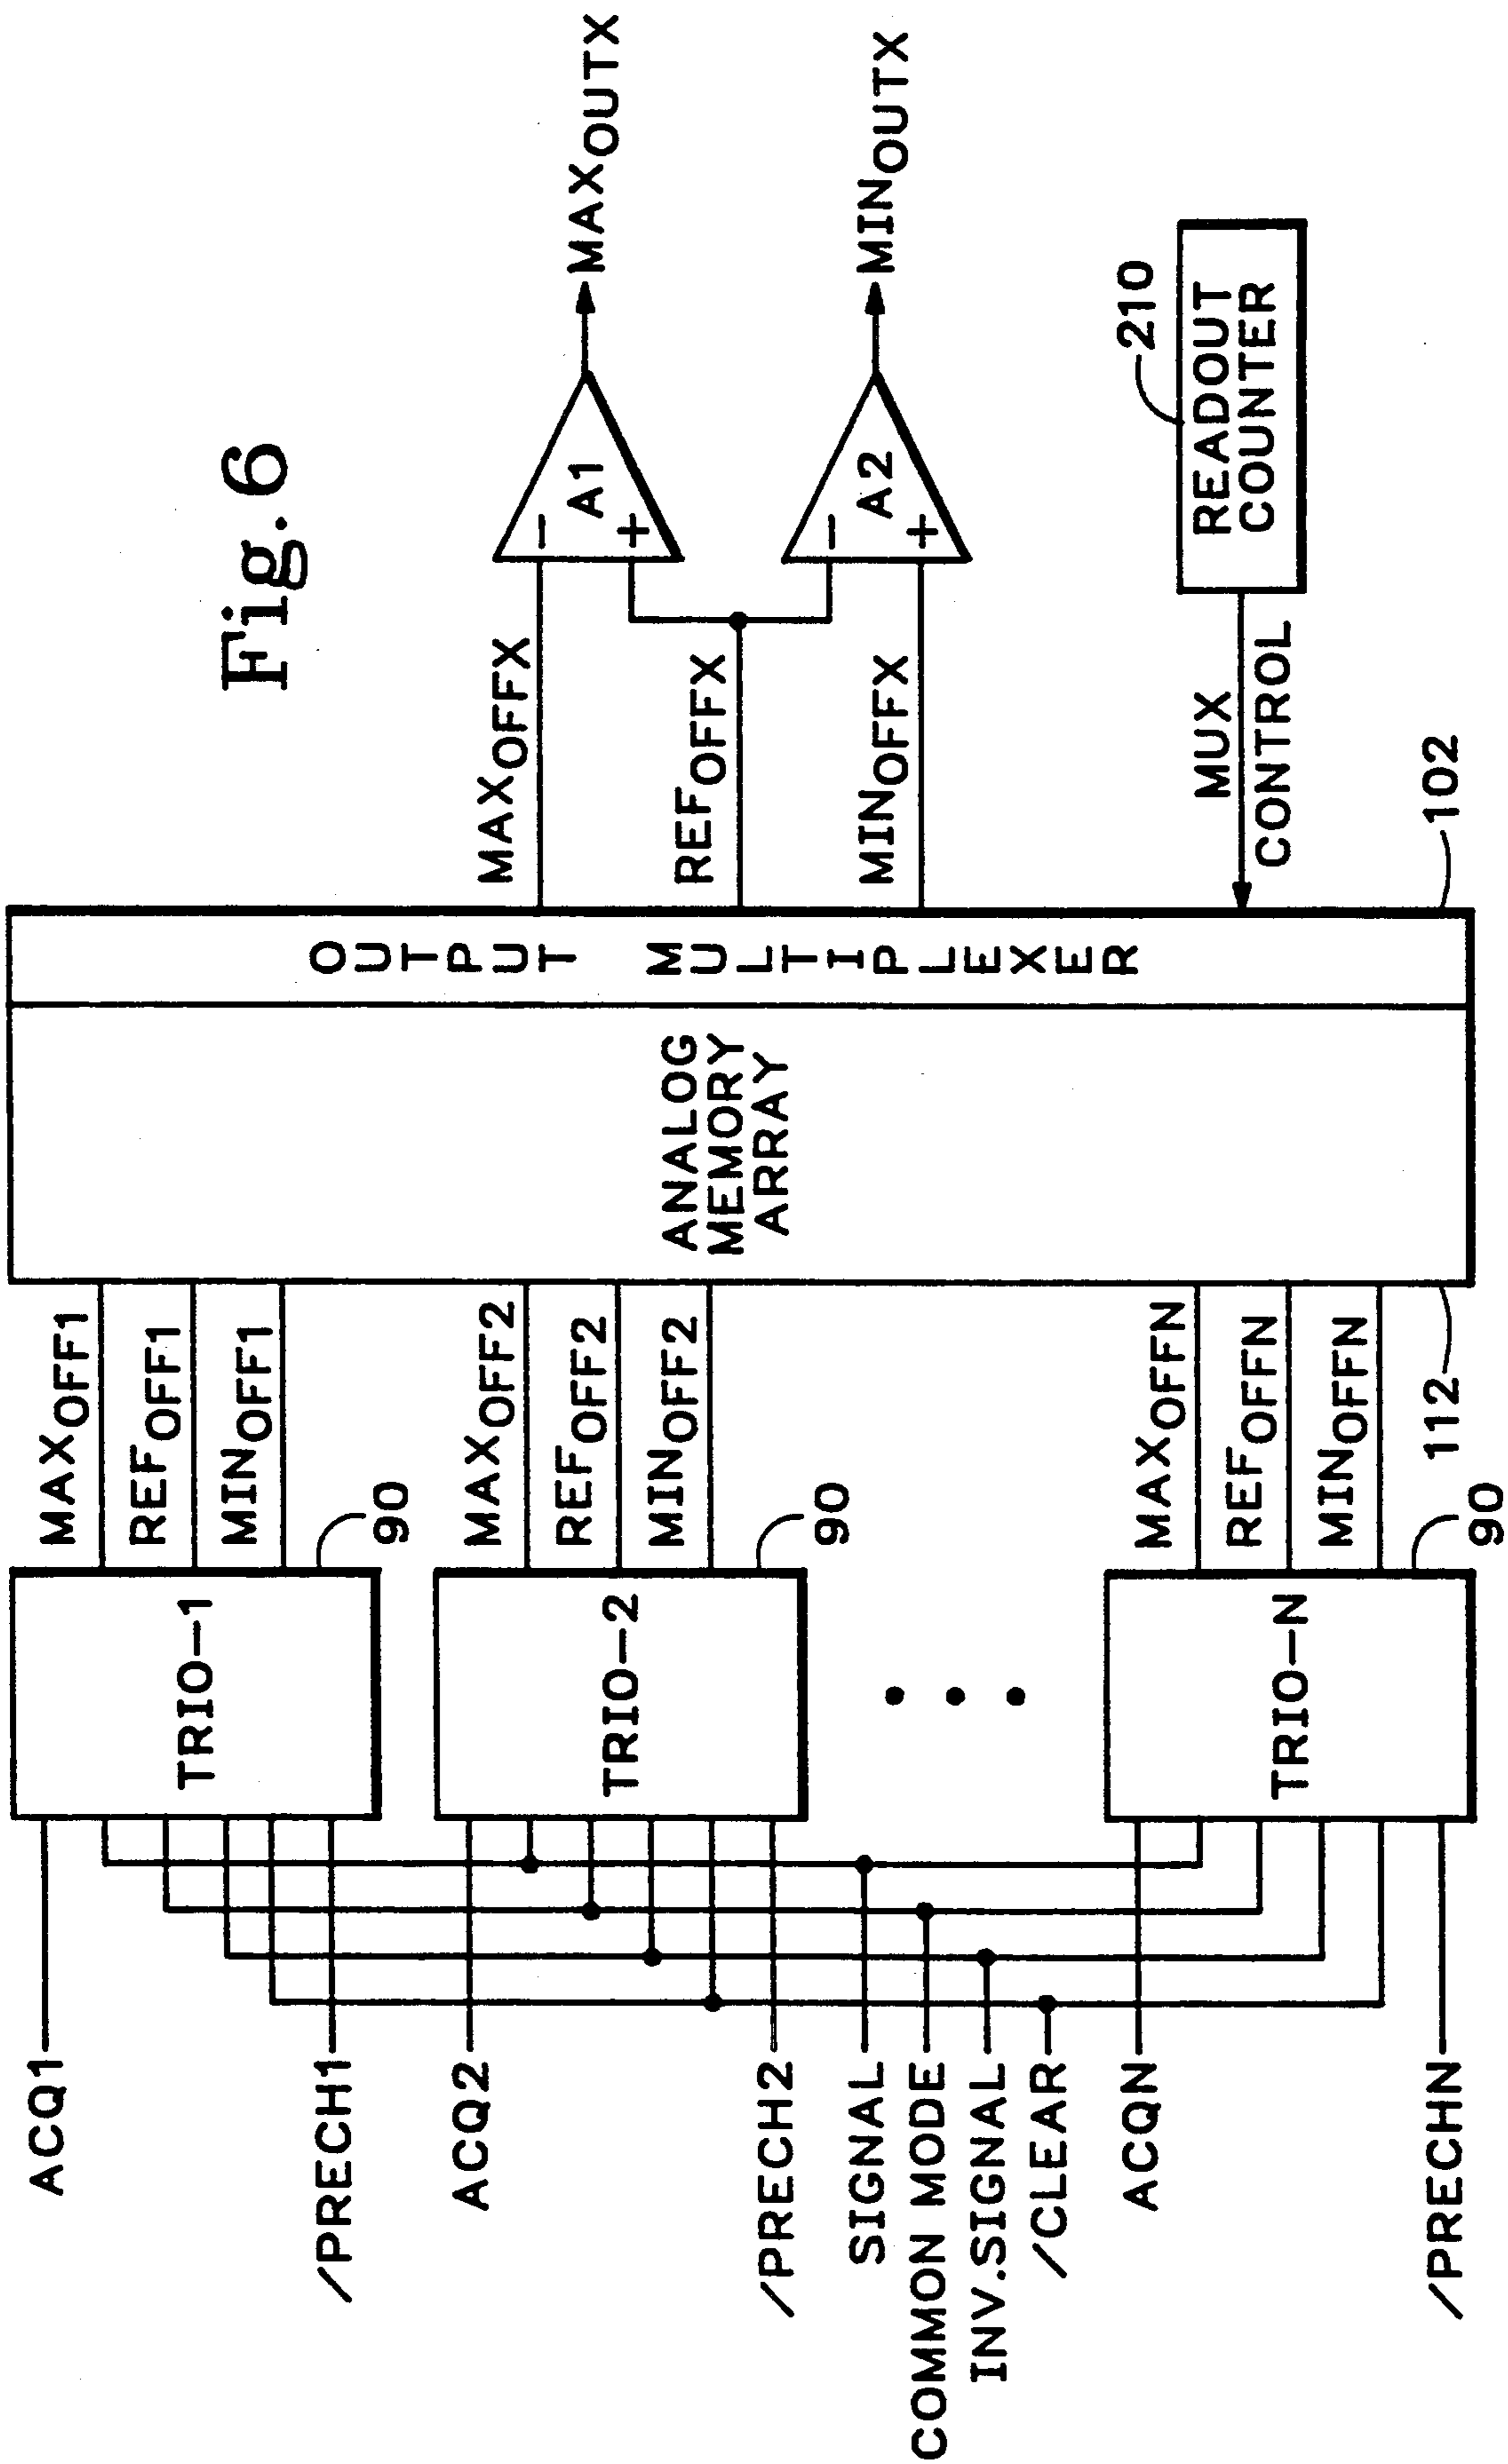 Fig. 6
ACQ1
/PRECH1
ACQ2
/PRECH2
SIGNAL
COMMON MODE
INV.SIGNAL
/CLEAR
ACQN
/PRECHN
TRIO-1
90
TRIO-2
90
TRIO-N
90
MAXOFF1
REFOFF1
MINOFF1
MAXOFF2
REFOFF2
MINOFF2
MAXOFFN
REFOFFN
MINOFFN
112
ANALOG
MEMORY
ARRAY
OUTPUT MULTIPLEXER
102
MAXOFFX
REFOFFX
MINOFFX
MUX
CONTROL
-
A1
+
-
A2
+
MAXOUTX
MINOUTX
210
READOUT
COUNTER